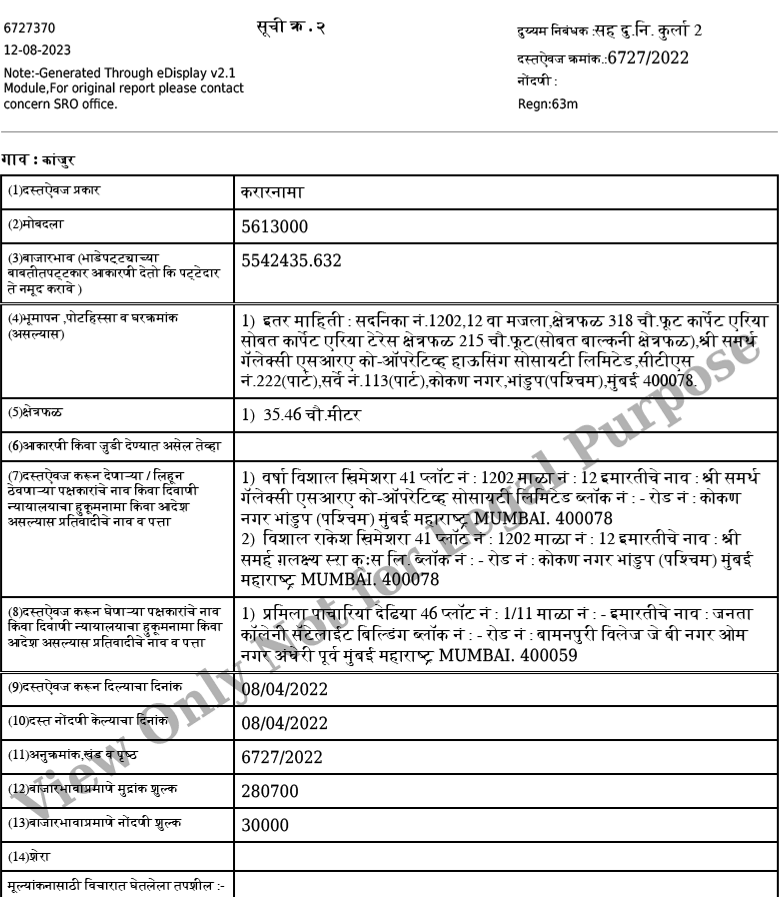 6727370
12-08-2023
Note:-Generated Through eDisplay v2.1
Module,For original report please contact
concern SRO office.
सूची क्र.२
दुय्यम निबंधक :सह दु.नि. कुर्ला 2
दस्तऐवज क्रमांक.:6727/2022
नोंदणी :
Regn:63m
गाव : कांजुर
(1)दस्तऐवज प्रकार
करारनामा
(2)मोबदला
5613000
(3)बाजारभाव (भाडेपट्ट्याच्या
बाबतीतपट्टकार आकारणी देतो कि पट्टेदार
ते नमूद करावे )
5542435.632
(4)भूमापन ,पोटहिस्सा व घरक्रमांक
(असल्यास)
1) इतर माहिती : सदनिका नं.1202,12 वा मजला,क्षेत्रफळ 318 चौ.फूट कार्पेट एरिया
सोबत कार्पेट एरिया टेरेस क्षेत्रफळ 215 चौ.फूट(सोबत बाल्कनी क्षेत्रफळ),श्री समर्थ
गॅलेक्सी एसआरए को-ऑपरेटिव्ह हाऊसिंग सोसायटी लिमिटेड,सीटीएस
नं.222(पार्ट),सर्वे नं.113(पार्ट),कोकण नगर,भांडुप(पश्चिम),मुंबई 400078.
(5)क्षेत्रफळ
1) 35.46 चौ.मीटर
(6)आकारणी किंवा जुडी देण्यात असेल तेव्हा
(7)दस्तऐवज करून देणाऱ्या / लिहून
ठेवणाऱ्या पक्षकारांचे नाव किंवा दिवाणी
न्यायालयाचा हुकूमनामा किंवा आदेश
असल्यास प्रतिवादीचे नाव व पत्ता
1) वर्षा विशाल खिमेशरा 41 प्लॉट नं : 1202 माळा नं : 12 इमारतीचे नाव : श्री समर्थ
गॅलेक्सी एसआरए को-ऑपरेटिव्ह सोसायटी लिमिटेड ब्लॉक नं : - रोड नं : कोकण
नगर भांडुप (पश्चिम) मुंबई महाराष्ट्र MUMBAI. 400078
2) विशाल राकेश खिमेशरा 41 प्लॉट नं : 1202 माळा नं : 12 इमारतीचे नाव : श्री
समर्ह गलक्ष्य स्रा क:स लि. ब्लॉक नं : - रोड नं : कोकण नगर भांडुप (पश्चिम) मुंबई
महाराष्ट्र MUMBAI. 400078
(8)दस्तऐवज करून घेणाऱ्या पक्षकारांचे नाव
किंवा दिवाणी न्यायालयाचा हुकूमनामा किंवा
आदेश असल्यास प्रतिवादीचे नाव व पत्ता
1) प्रमिला पांचारिया देढिया 46 प्लॉट नं : 1/11 माळा नं : - इमारतीचे नाव : जनता
कॉलनी सॅटेलाईट बिल्डिंग ब्लॉक नं : - रोड नं : बामनपुरी विलेज जे बी नगर ओम
नगर अंधेरी पूर्व मुंबई महाराष्ट्र MUMBAI. 400059
(9)दस्तऐवज करून दिल्याचा दिनांक
08/04/2022
(10)दस्त नोंदणी केल्याचा दिनांक
08/04/2022
(11)अनुक्रमांक,खंड व पृष्ठ
6727/2022
(12)बाजारभावाप्रमाणे मुद्रांक शुल्क
280700
(13)बाजारभावाप्रमाणे नोंदणी शुल्क
30000
(14)शेरा
मूल्यांकनासाठी विचारात घेतलेला तपशील :-
View Only Not for Legal Purpose